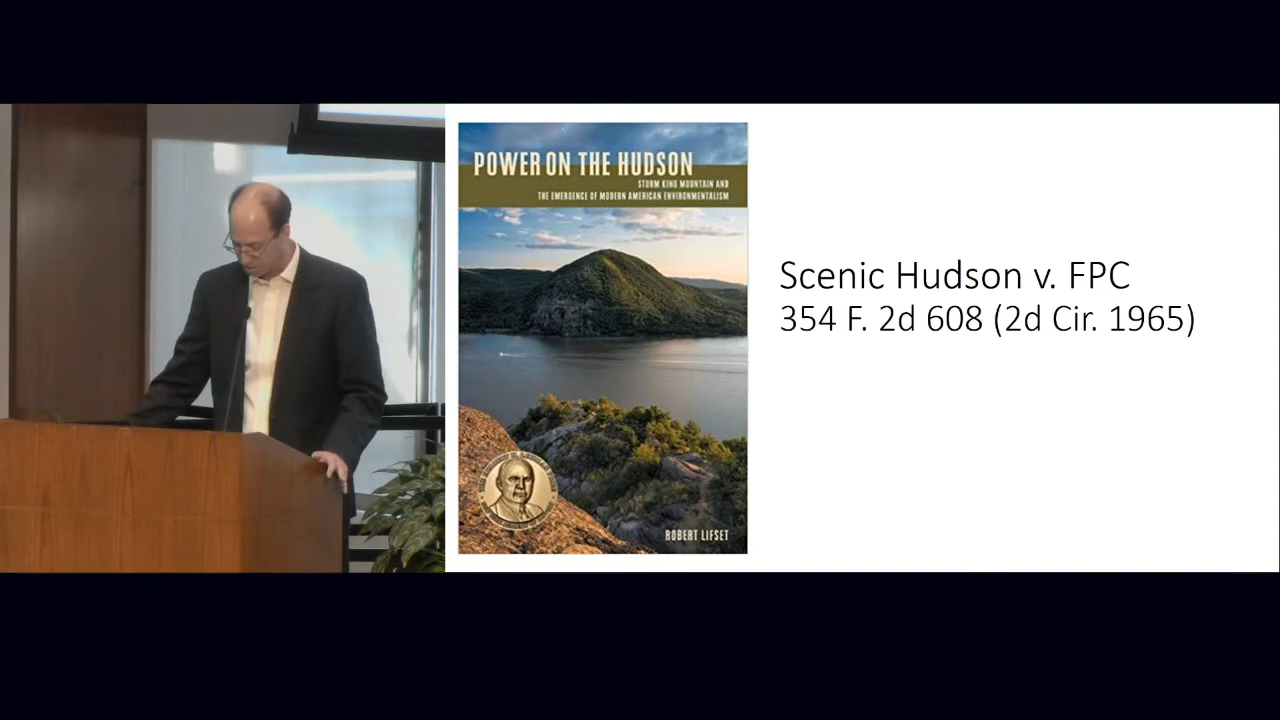 POWER ON THE HUDSON
STORM KING MOUNTAIN AND
THE EMERGENCE OF MODERN AMERICAN ENVIRONMENTALISM
ROBERT LIFSET
Scenic Hudson v. FPC
354 F. 2d 608 (2d Cir. 1965)